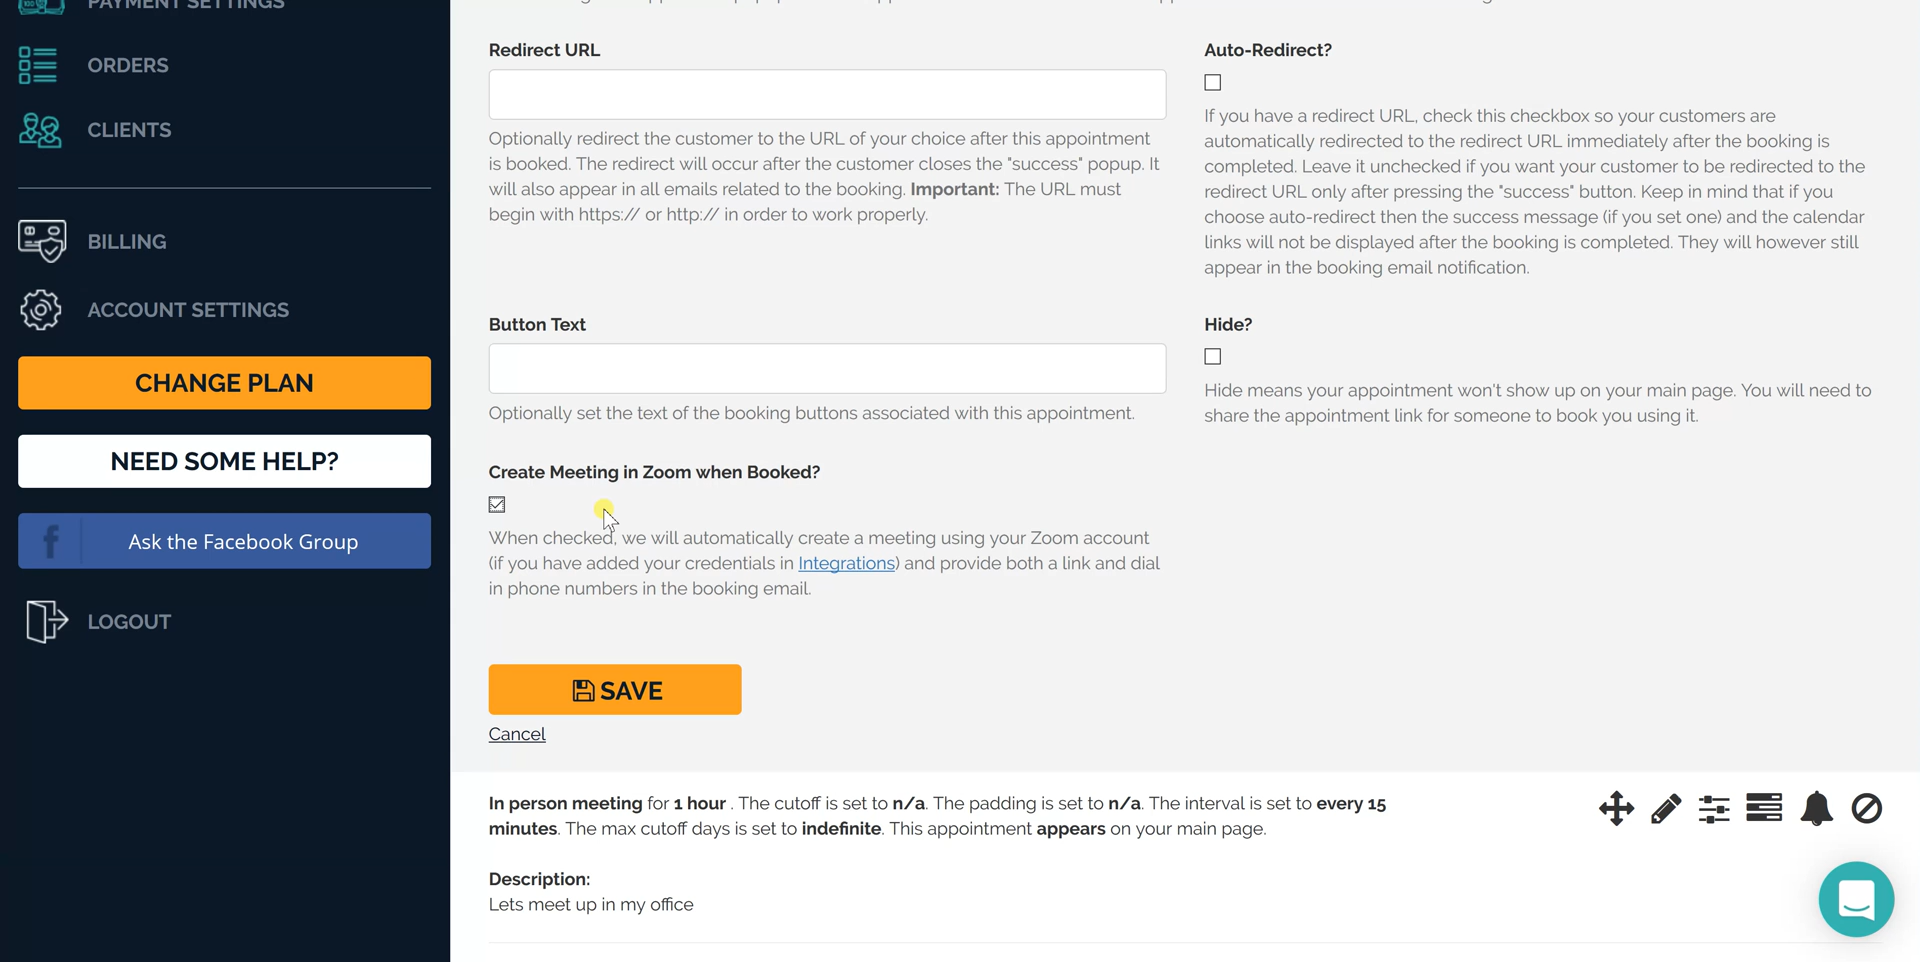 PAYMENT SETTINGS
ORDERS
CLIENTS
BILLING
ACCOUNT SETTINGS
CHANGE PLAN
NEED SOME HELP?
Ask the Facebook Group
LOGOUT
Redirect URL
Optionally redirect the customer to the URL of your choice after this appointment
is booked. The redirect will occur after the customer closes the "success" popup. It
will also appear in all emails related to the booking. Important: The URL must
begin with https:// or http:// in order to work properly.
Auto-Redirect?
If you have a redirect URL, check this checkbox so your customers are
automatically redirected to the redirect URL immediately after the booking is
completed. Leave it unchecked if you want your customer to be redirected to the
redirect URL only after pressing the "success" button. Keep in mind that if you
choose auto-redirect then the success message (if you set one) and the calendar
links will not be displayed after the booking is completed. They will however still
appear in the booking email notification.
Button Text
Optionally set the text of the booking buttons associated with this appointment.
Hide?
Hide means your appointment won't show up on your main page. You will need to
share the appointment link for someone to book you using it.
Create Meeting in Zoom when Booked?
When checked, we will automatically create a meeting using your Zoom account
(if you have added your credentials in Integrations) and provide both a link and dial
in phone numbers in the booking email.
SAVE
Cancel
In person meeting for 1 hour . The cutoff is set to n/a. The padding is set to n/a. The interval is set to every 15
minutes. The max cutoff days is set to indefinite. This appointment appears on your main page.
Description:
Lets meet up in my office